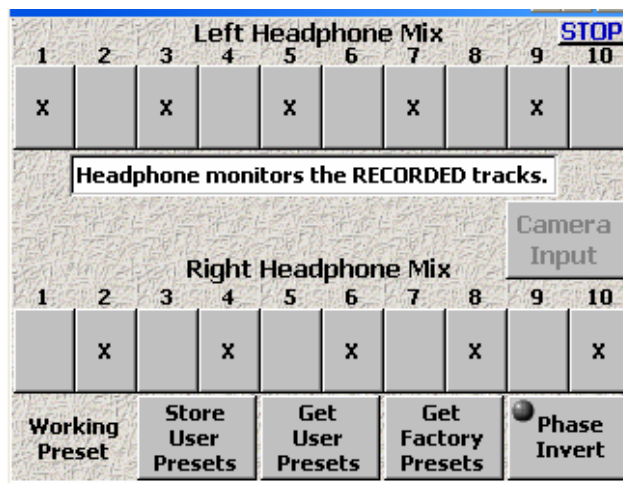 Left Headphone Mix
STOP
1 2 3 4 5 6 7 8 9 10
X X X X X
Headphone monitors the RECORDED tracks.
Camera
Input
Right Headphone Mix
1 2 3 4 5 6 7 8 9 10
X X X X X
Working
Preset
Store
User
Presets
Get
User
Presets
Get
Factory
Presets
Phase
Invert